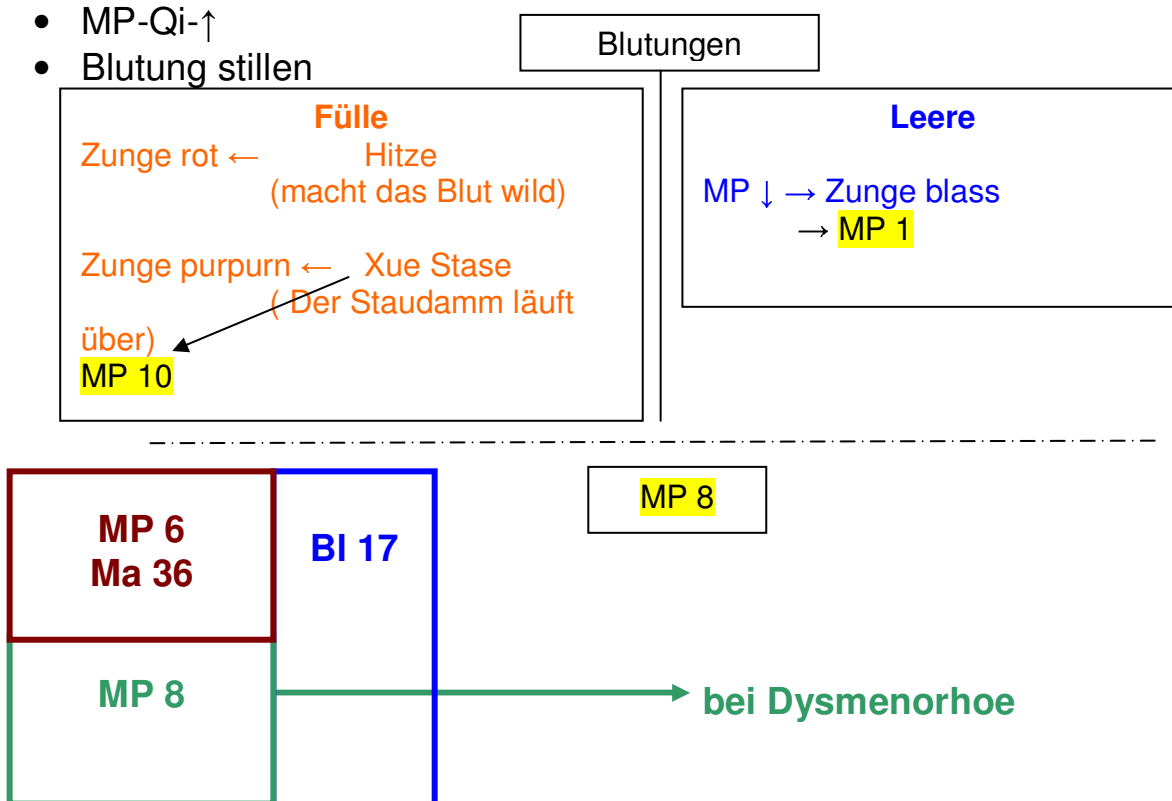 • MP-Qi-↑
• Blutung stillen
Blutungen
Fülle
Zunge rot ← Hitze
(macht das Blut wild)
Zunge purpurn ← Xue Stase
( Der Staudamm läuft
über)
MP 10
Leere
MP ↓ → Zunge blass
→ MP 1
MP 6
Ma 36
Bl 17
MP 8
MP 8
bei Dysmenorhoe